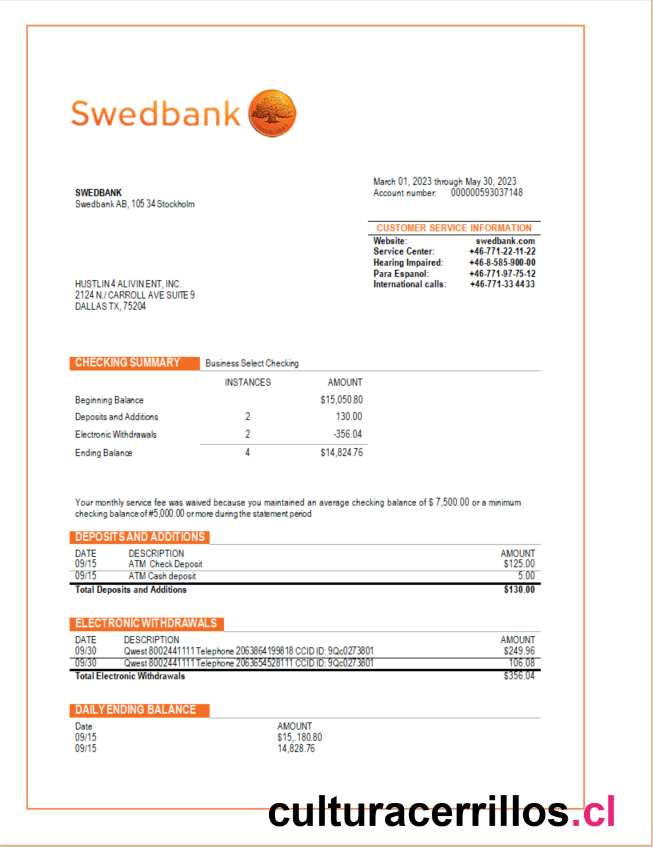 Swedbank
March 01, 2023 through May 30, 2023
SWEDBANK
Account number: 000000593037148
Swedbank AB, 105 34 Stockholm
CUSTOMER SERVICE INFORMATION
Website: swedbank.com
Service Center: +46-771-22-11-22
Hearing Impaired: +46-8-585-900-00
Para Espanol: +46-771-97-75-12
International calls: +46-771-33 44 33
HUSTLIN 4 ALIVIN ENT, INC.
2124 N./ CARROLL AVE SUITE 9
DALLAS TX, 75204
CHECKING SUMMARY Business Select Checking
INSTANCES AMOUNT
Beginning Balance $15,050.80
Deposits and Additions 2 130.00
Electronic Withdrawals 2 -356.04
Ending Balance 4 $14,824.76
Your monthly service fee was waived because you maintained an average checking balance of $ 7,500.00 or a minimum
checking balance of #5,000.00 or more during the statement period
DEPOSITS AND ADDITIONS
DATE DESCRIPTION AMOUNT
09/15 ATM Check Deposit $125.00
09/15 ATM Cash deposit 5.00
Total Deposits and Additions $130.00
ELECTRONIC WITHDRAWALS
DATE DESCRIPTION AMOUNT
09/30 Qwest 8002441111 Telephone 2063864199818 CCID ID: 9Qc0273801 $249.96
09/30 Qwest 8002441111 Telephone 2063654528111 CCID ID: 9Qc0273801 106.08
Total Electronic Withdrawals $356.04
DAILY ENDING BALANCE
Date AMOUNT
09/15 $15,.180.80
09/15 14,828.76
culturacerrillos.cl